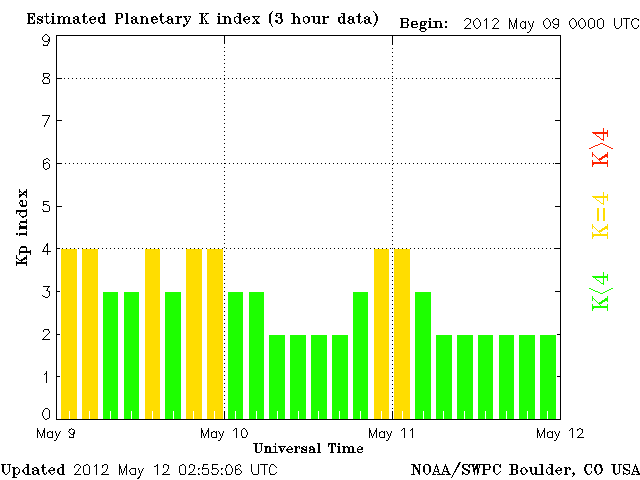 Estimated Planetary K index (3 hour data) Begin: 2012 May 09 0000 UTC
9
8
7
6
5
4
3
2
1
0
Kp index
May 9 May 10 May 11 May 12
Universal Time
K>4
K=4
K<4
Updated 2012 May 12 02:55:06 UTC NOAA/SWPC Boulder, CO USA